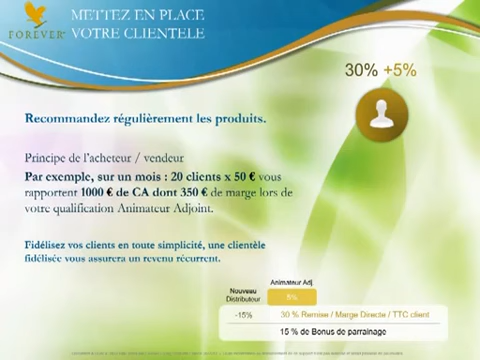 FOREVER
METTEZ EN PLACE
VOTRE CLIENTELE
30% +5%
Recommandez régulièrement les produits.
Principe de l'acheteur / vendeur
Par exemple, sur un mois : 20 clients x 50 € vous
rapportent 1000 € de CA dont 350 € de marge lors de
votre qualification Animateur Adjoint.
Fidélisez vos clients en toute simplicité, une clientèle
fidélisée vous assurera un revenu récurrent.
Animateur Adj
Nouveau
Distributeur
5%
-15%
30 % Remise / Marge Directe / TTC client
15 % de Bonus de parrainage